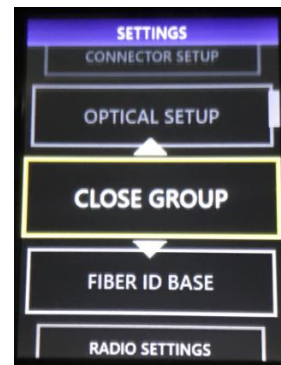 SETTINGS
CONNECTOR SETUP
OPTICAL SETUP
CLOSE GROUP
FIBER ID BASE
RADIO SETTINGS